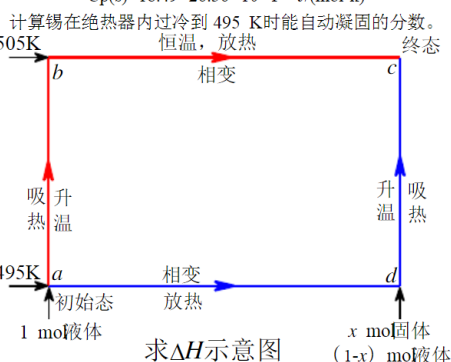 计算锡在绝热器内过冷到 495 K时能自动凝固的分数。
505K
恒温，放热
终态
b
c
相变
吸热
升温
升温
吸热
495K
a
相变
d
初始态
放热
1 mol液体
x mol固体
求ΔH示意图
(1-x) mol液体